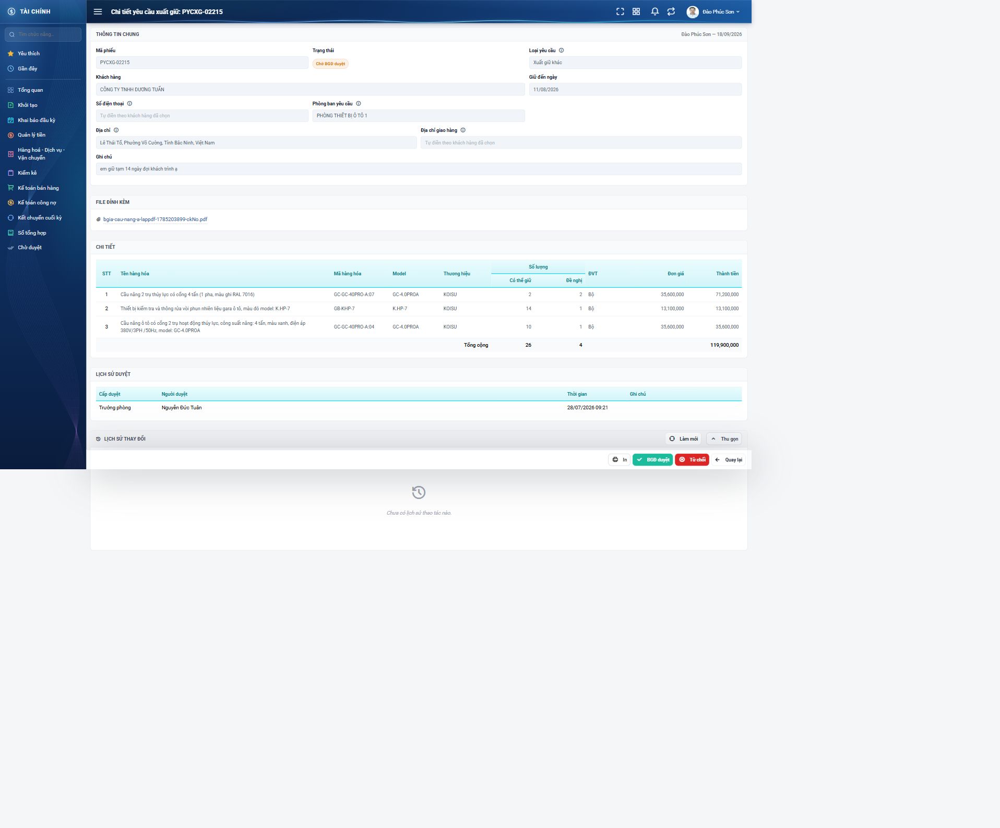 TÀI CHÍNH
Chi tiết yêu cầu xuất giữ: PYCXG-02215
Đào Phúc Sơn
Tìm chức năng...
Yêu thích
Gần đây
Tổng quan
Khởi tạo
Khai báo đầu kỳ
Quản lý tiền
Hàng hoá - Dịch vụ -
Vận chuyển
Kiểm kê
Kế toán bán hàng
Kế toán công nợ
Kết chuyển cuối kỳ
Sổ tổng hợp
Chờ duyệt
THÔNG TIN CHUNG
Đào Phúc Sơn — 18/09/2026
Mã phiếu
Trạng thái
Loại yêu cầu
PYCXG-02215
Chờ BGĐ duyệt
Xuất giữ khác
Khách hàng
Giữ đến ngày
CÔNG TY TNHH DƯƠNG TUẤN
11/08/2026
Số điện thoại
Phòng ban yêu cầu
Tự điền theo khách hàng đã chọn
PHÒNG THIẾT BỊ Ô TÔ 1
Địa chỉ
Địa chỉ giao hàng
Lê Thái Tổ, Phường Võ Cường, Tỉnh Bắc Ninh, Việt Nam
Tự điền theo khách hàng đã chọn
Ghi chú
em giữ tạm 14 ngày đợi khách trình ạ
FILE ĐÍNH KÈM
bgia-cau-nang-a-lappdf-1785203899-ckNo.pdf
CHI TIẾT
STT Tên hàng hóa Mã hàng hóa Model Thương hiệu Số lượng ĐVT Đơn giá Thành tiền
Có thể giữ Đề nghị
1 Cầu nâng 2 trụ thủy lực có cổng 4 tấn (1 pha, màu ghi RAL 7016) GC-GC-40PRO-A:07 GC-4.0PROA KOISU 2 2 Bộ 35,600,000 71,200,000
2 Thiết bị kiểm tra và thông rửa vòi phun nhiên liệu gara ô tô, màu đỏ model: K.HP-7 GB-KHP-7 K.HP-7 KOISU 14 1 Bộ 13,100,000 13,100,000
3 Cầu nâng ô tô có cổng 2 trụ hoạt động thủy lực, công suất nâng: 4 tấn, màu xanh, điện áp
380V/3PH /50Hz, model: GC-4.0PROA GC-GC-40PRO-A:04 GC-4.0PROA KOISU 10 1 Bộ 35,600,000 35,600,000
Tổng cộng 26 4 119,900,000
LỊCH SỬ DUYỆT
Cấp duyệt Người duyệt Thời gian Ghi chú
Trưởng phòng Nguyễn Đức Tuân 28/07/2026 09:21
LỊCH SỬ THAY ĐỔI
Làm mới
Thu gọn
In
BGĐ duyệt
Từ chối
Quay lại
Chưa có lịch sử thao tác nào.